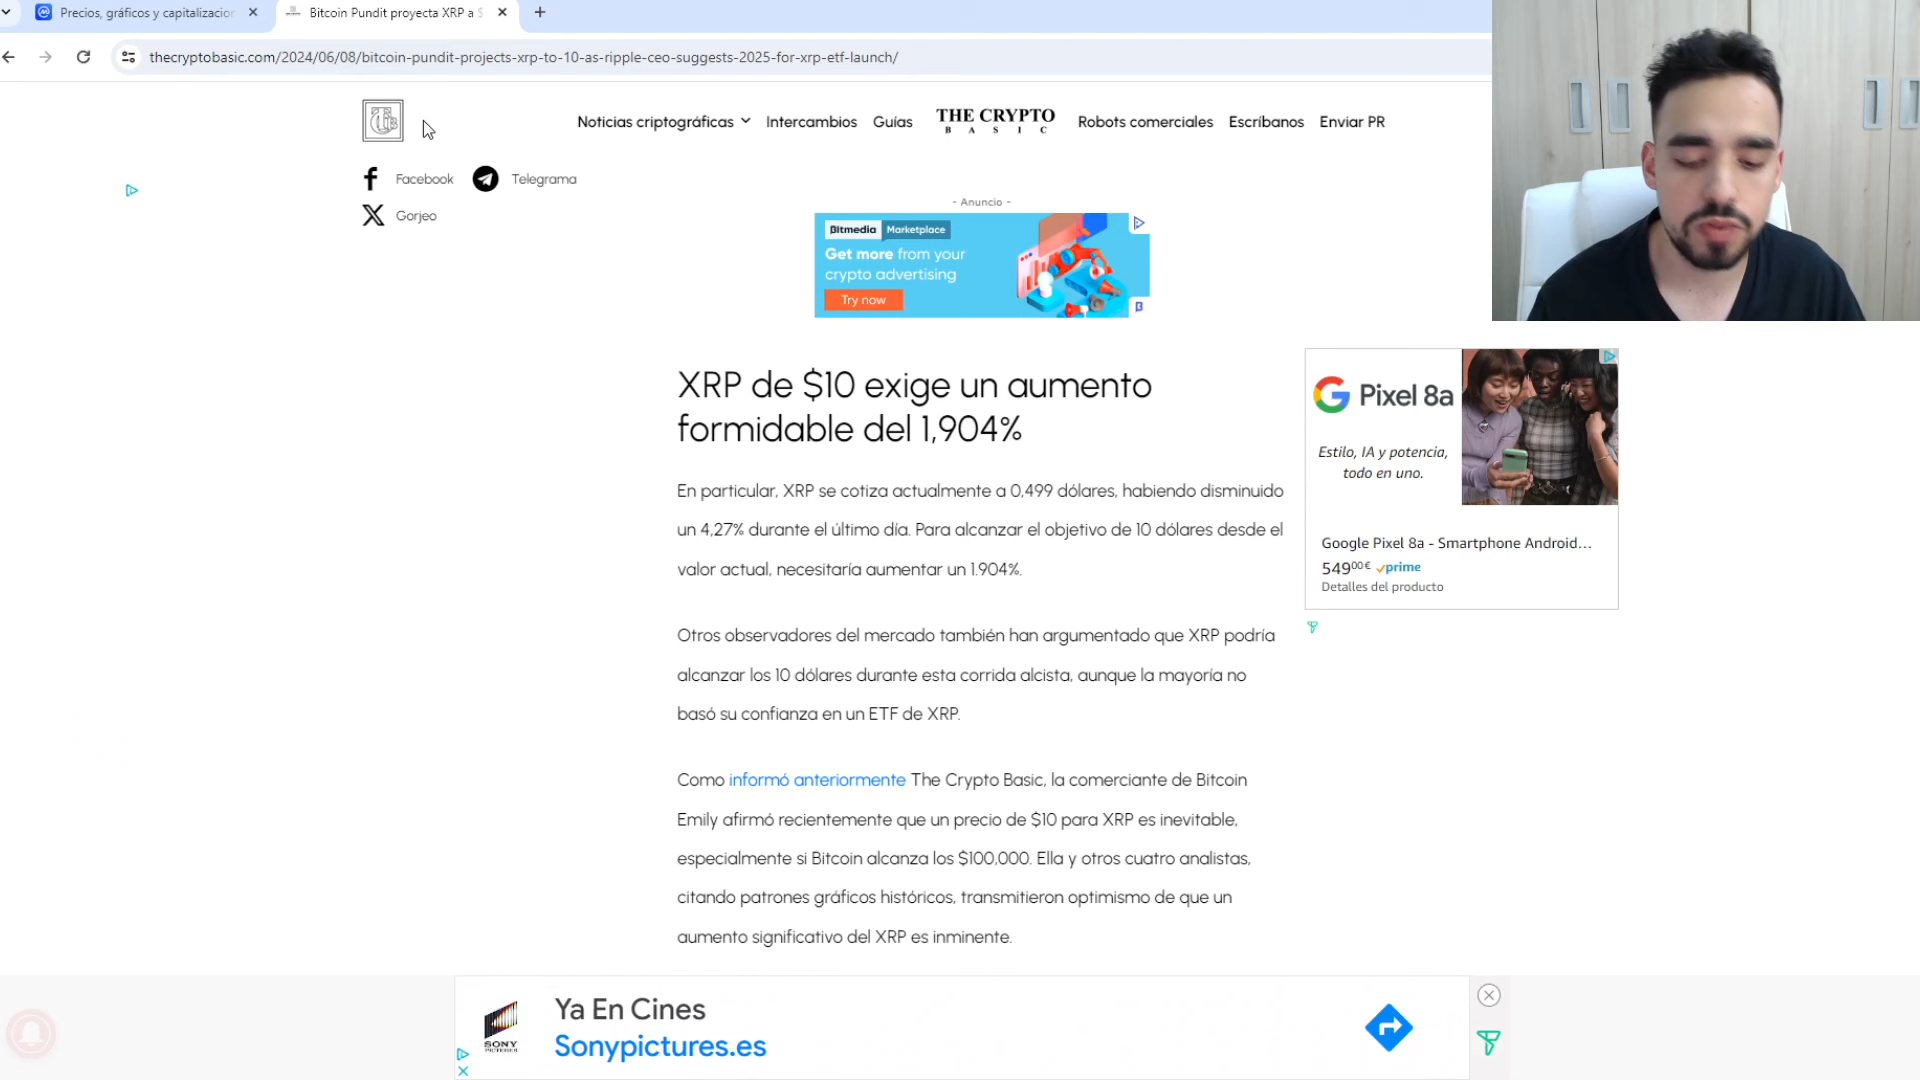 Precios, gráficos y capitalizacio
Bitcoin Pundit proyecta XRP a $
thecryptobasic.com/2024/06/08/bitcoin-pundit-projects-xrp-to-10-as-ripple-ceo-suggests-2025-for-xrp-etf-launch/
Noticias criptográficas
Intercambios
Guías
THE CRYPTO
BASIC
Robots comerciales
Escríbanos
Enviar PR
Facebook
Telegrama
Gorjeo
- Anuncio -
Bitmedia Marketplace
Get more from your
crypto advertising
Try now
XRP de $10 exige un aumento
formidable del 1,904%
En particular, XRP se cotiza actualmente a 0,499 dólares, habiendo disminuido
un 4,27% durante el último día. Para alcanzar el objetivo de 10 dólares desde el
valor actual, necesitaría aumentar un 1.904%.
Otros observadores del mercado también han argumentado que XRP podría
alcanzar los 10 dólares durante esta corrida alcista, aunque la mayoría no
basó su confianza en un ETF de XRP.
Como informó anteriormente The Crypto Basic, la comerciante de Bitcoin
Emily afirmó recientemente que un precio de $10 para XRP es inevitable,
especialmente si Bitcoin alcanza los $100,000. Ella y otros cuatro analistas,
citando patrones gráficos históricos, transmitieron optimismo de que un
aumento significativo del XRP es inminente.
G Pixel 8a
Estilo, IA y potencia,
todo en uno.
Google Pixel 8a - Smartphone Android...
54900€ prime
Detalles del producto
SONY
PICTURES
Ya En Cines
Sonypictures.es